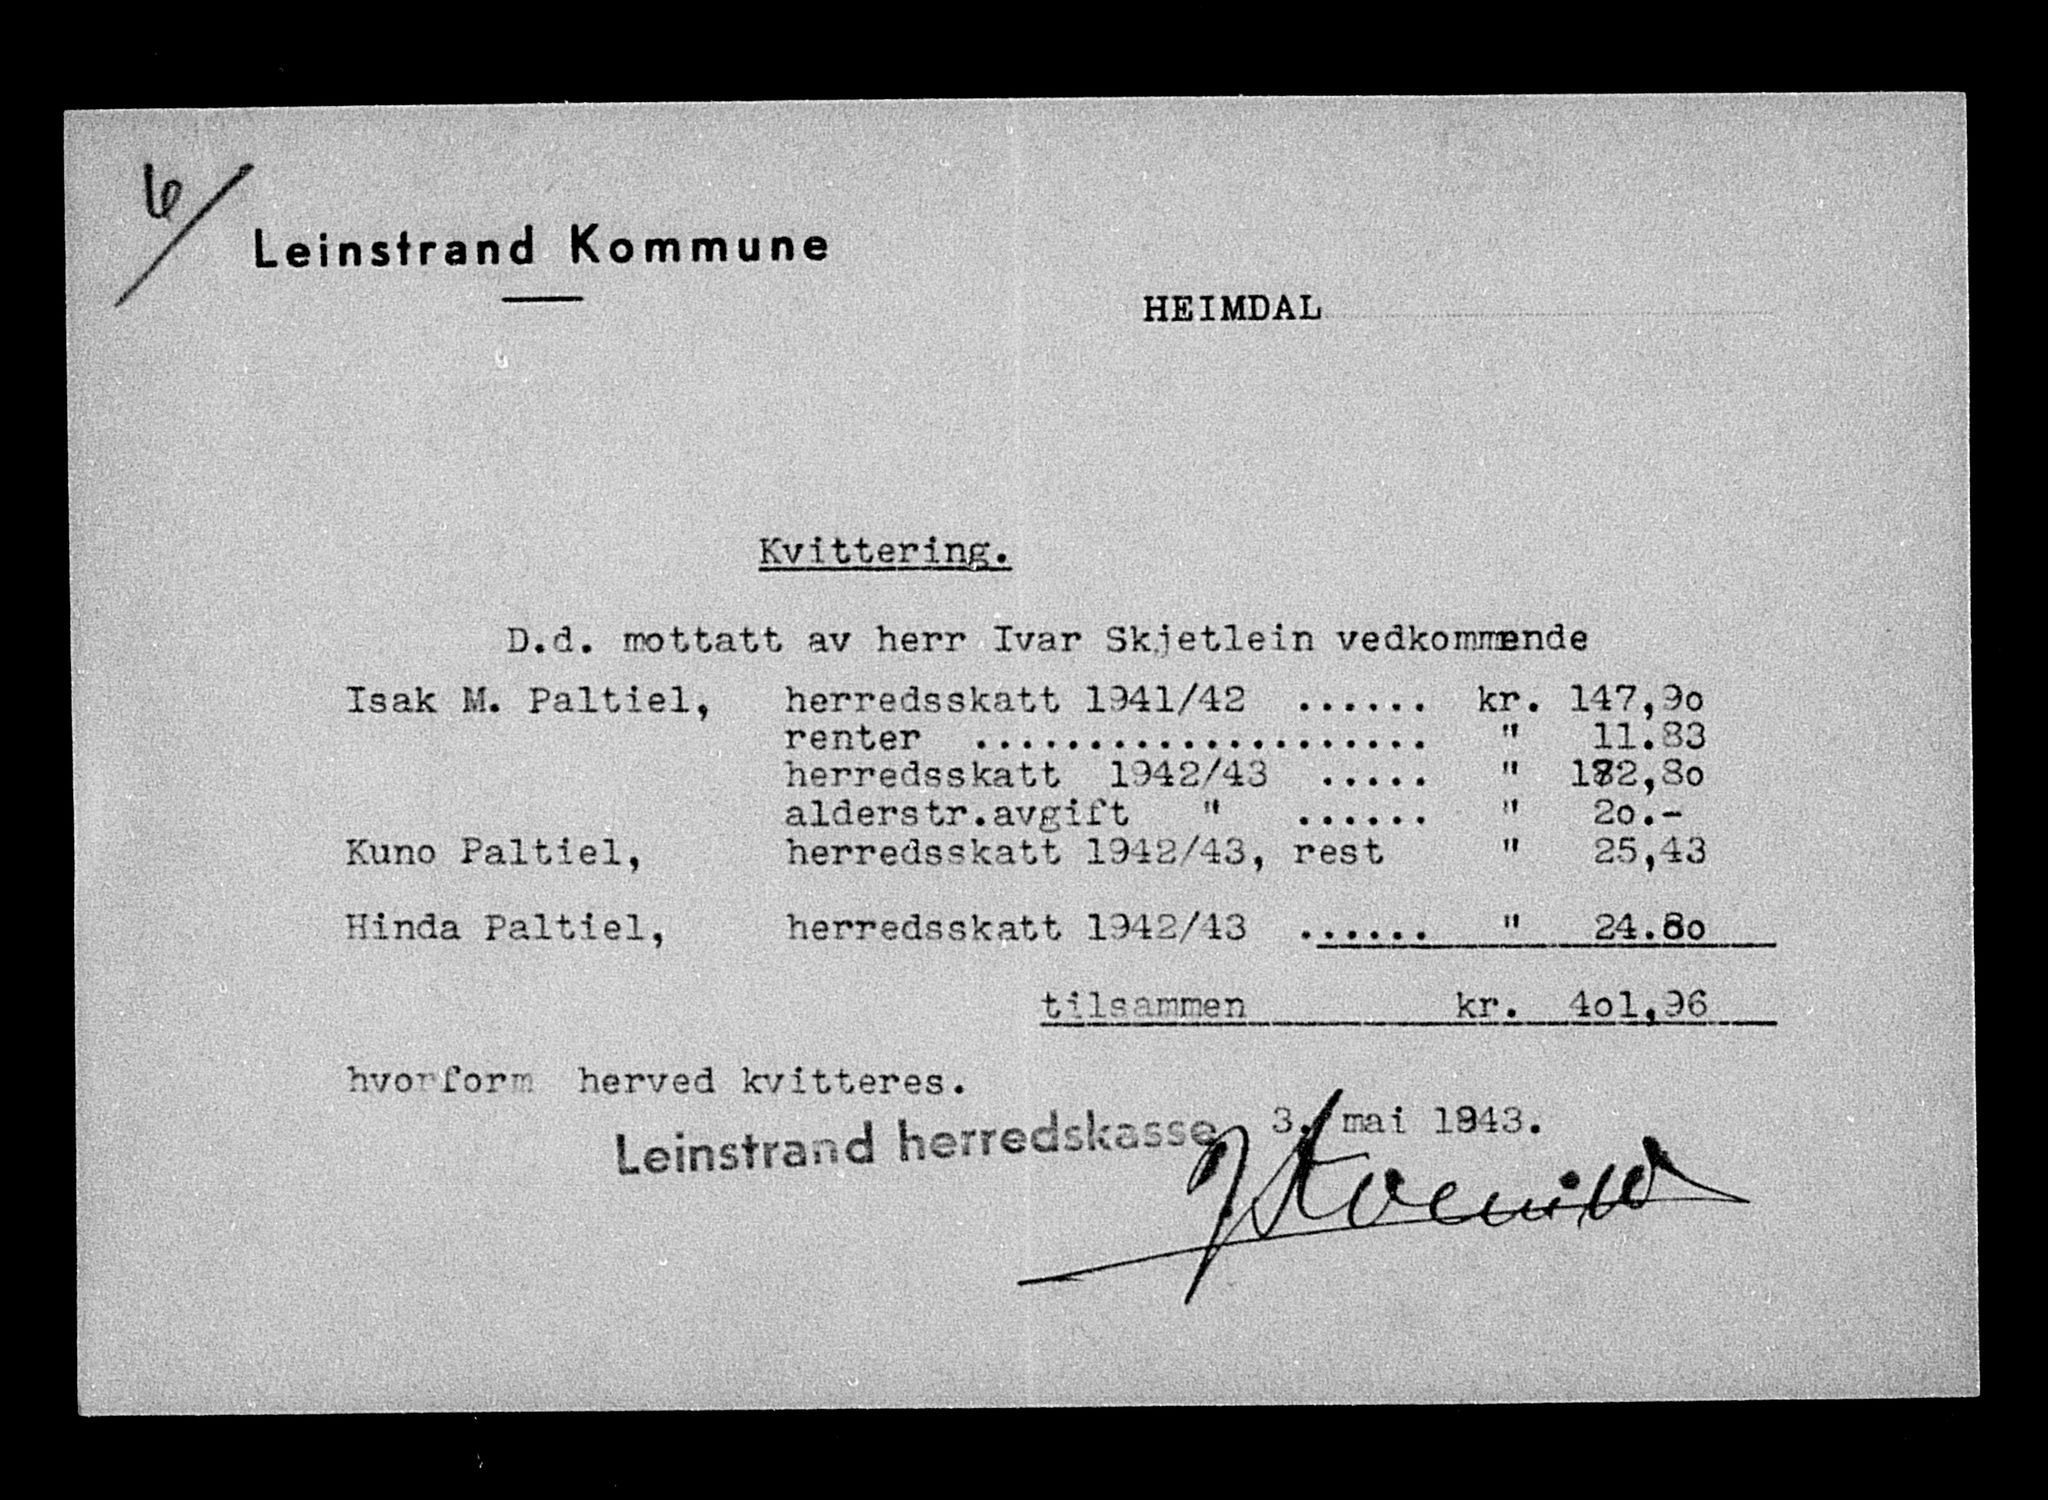 6/
Leinstrand Kommune
HEIMDAL
Kvittering.
D.d. mottatt av herr Ivar Skjetlein vedkommende
Isak M. Paltiel, herredsskatt 1941/42 ...... kr. 147,9o
renter .................... " 11.83
herredsskatt 1942/43 ..... " 172,8o
alderstr.avgift " ...... " 2o.-
Kuno Paltiel, herredsskatt 1942/43, rest " 25,43
Hinda Paltiel, herredsskatt 1942/43 ...... " 24.oo
tilsammen kr. 4o1,96
hvorform herved kvitteres.
Leinstrand herredskasse 3. mai 1943.